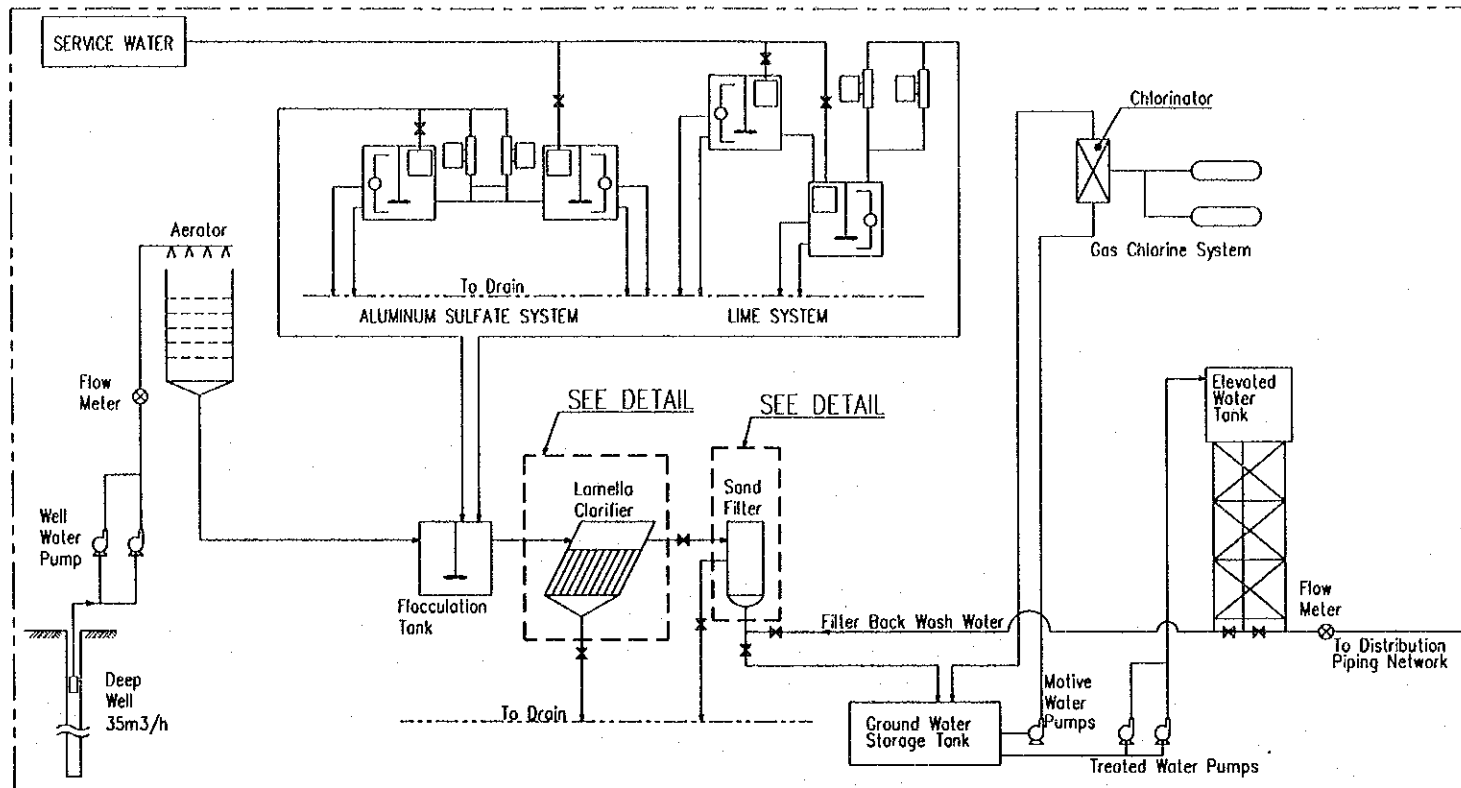 SERVICE WATER
Chlorinator
Gas Chlorine System
Aerator
To Drain
ALUMINUM SULFATE SYSTEM
LIME SYSTEM
Flow
Meter
SEE DETAIL
SEE DETAIL
Elevated
Water
Tank
Lamella
Clarifier
Sand
Filter
Well
Water
Pump
Flocculation
Tank
Filter Back Wash Water
Flow
Meter
To Distribution
Piping Network
Deep
Well
35m3/h
To Drain
Motive
Water
Pumps
Ground Water
Storage Tank
Treated Water Pumps